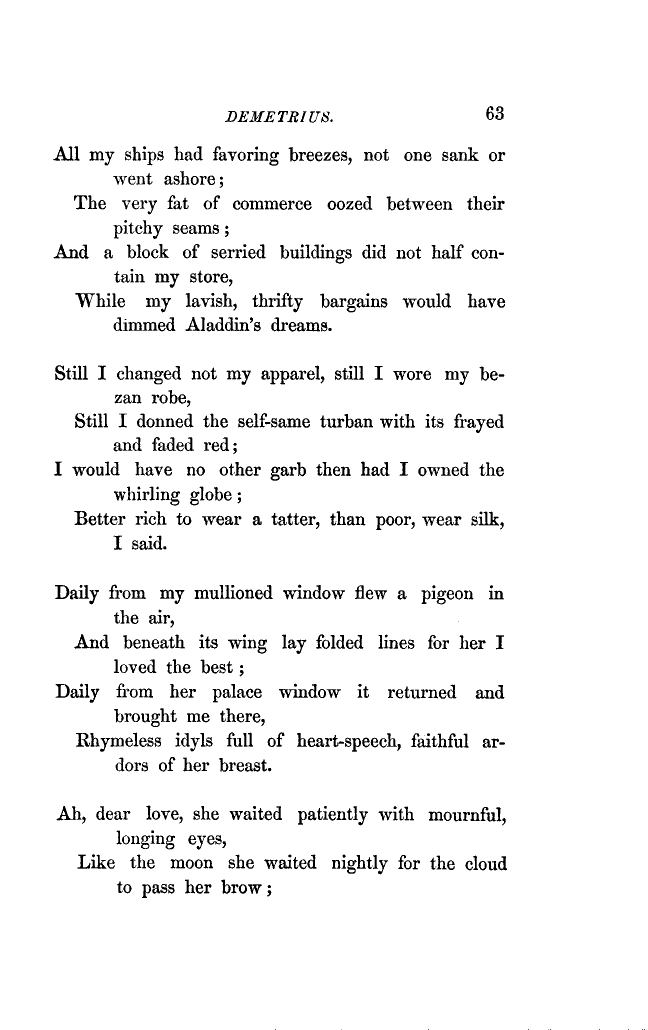 DEMETRIUS. 63
All my ships had favoring breezes, not one sank or
went ashore;
The very fat of commerce oozed between their
pitchy seams;
And a block of serried buildings did not half con-
tain my store,
While my lavish, thrifty bargains would have
dimmed Aladdin's dreams.
Still I changed not my apparel, still I wore my be-
zan robe,
Still I donned the self-same turban with its frayed
and faded red;
I would have no other garb then had I owned the
whirling globe;
Better rich to wear a tatter, than poor, wear silk,
I said.
Daily from my mullioned window flew a pigeon in
the air,
And beneath its wing lay folded lines for her I
loved the best;
Daily from her palace window it returned and
brought me there,
Rhymeless idyls full of heart-speech, faithful ar-
dors of her breast.
Ah, dear love, she waited patiently with mournful,
longing eyes,
Like the moon she waited nightly for the cloud
to pass her brow;